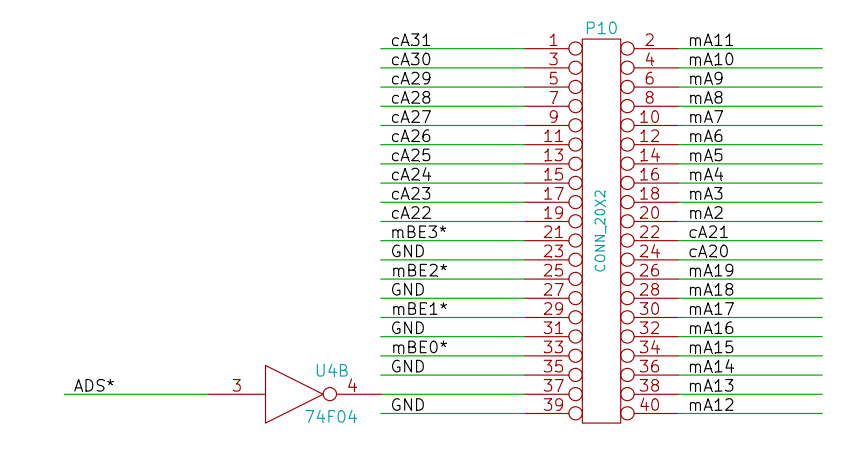 P10
cA31 1 2 mA11
cA30 3 4 mA10
cA29 5 6 mA9
cA28 7 8 mA8
cA27 9 10 mA7
cA26 11 12 mA6
cA25 13 14 mA5
cA24 15 16 mA4
cA23 17 18 mA3
cA22 19 20 mA2
mBE3* 21 22 cA21
GND 23 24 cA20
mBE2* 25 26 mA19
GND 27 28 mA18
mBE1* 29 30 mA17
GND 31 32 mA16
mBE0* 33 34 mA15
GND 35 36 mA14
37 38 mA13
GND 39 40 mA12
CONN_20X2
U4B
ADS* 3 4
74F04